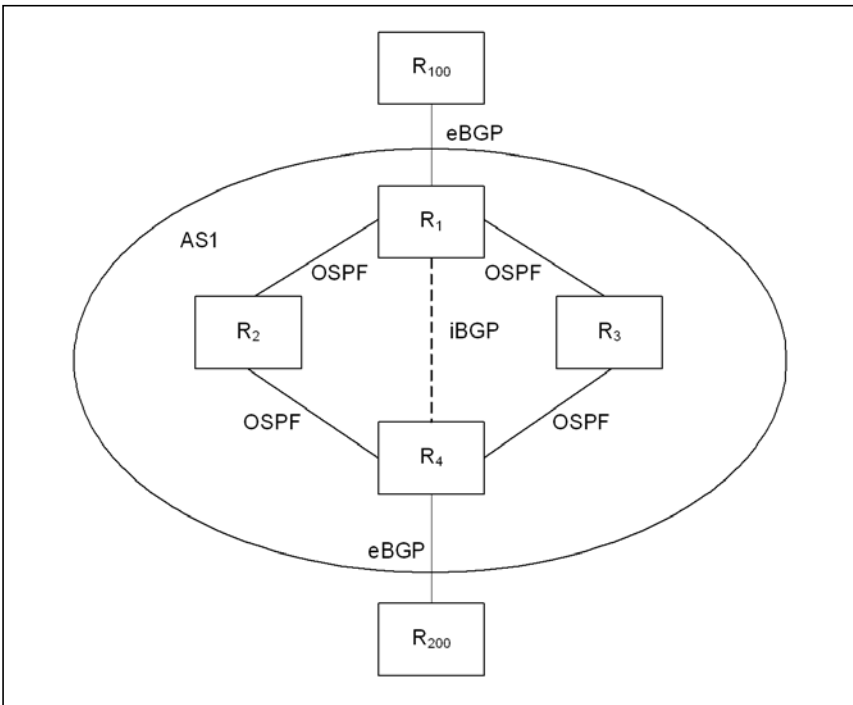 R₁₀₀
eBGP
R₁
AS1
OSPF
OSPF
R₂
iBGP
R₃
OSPF
OSPF
R₄
eBGP
R₂₀₀